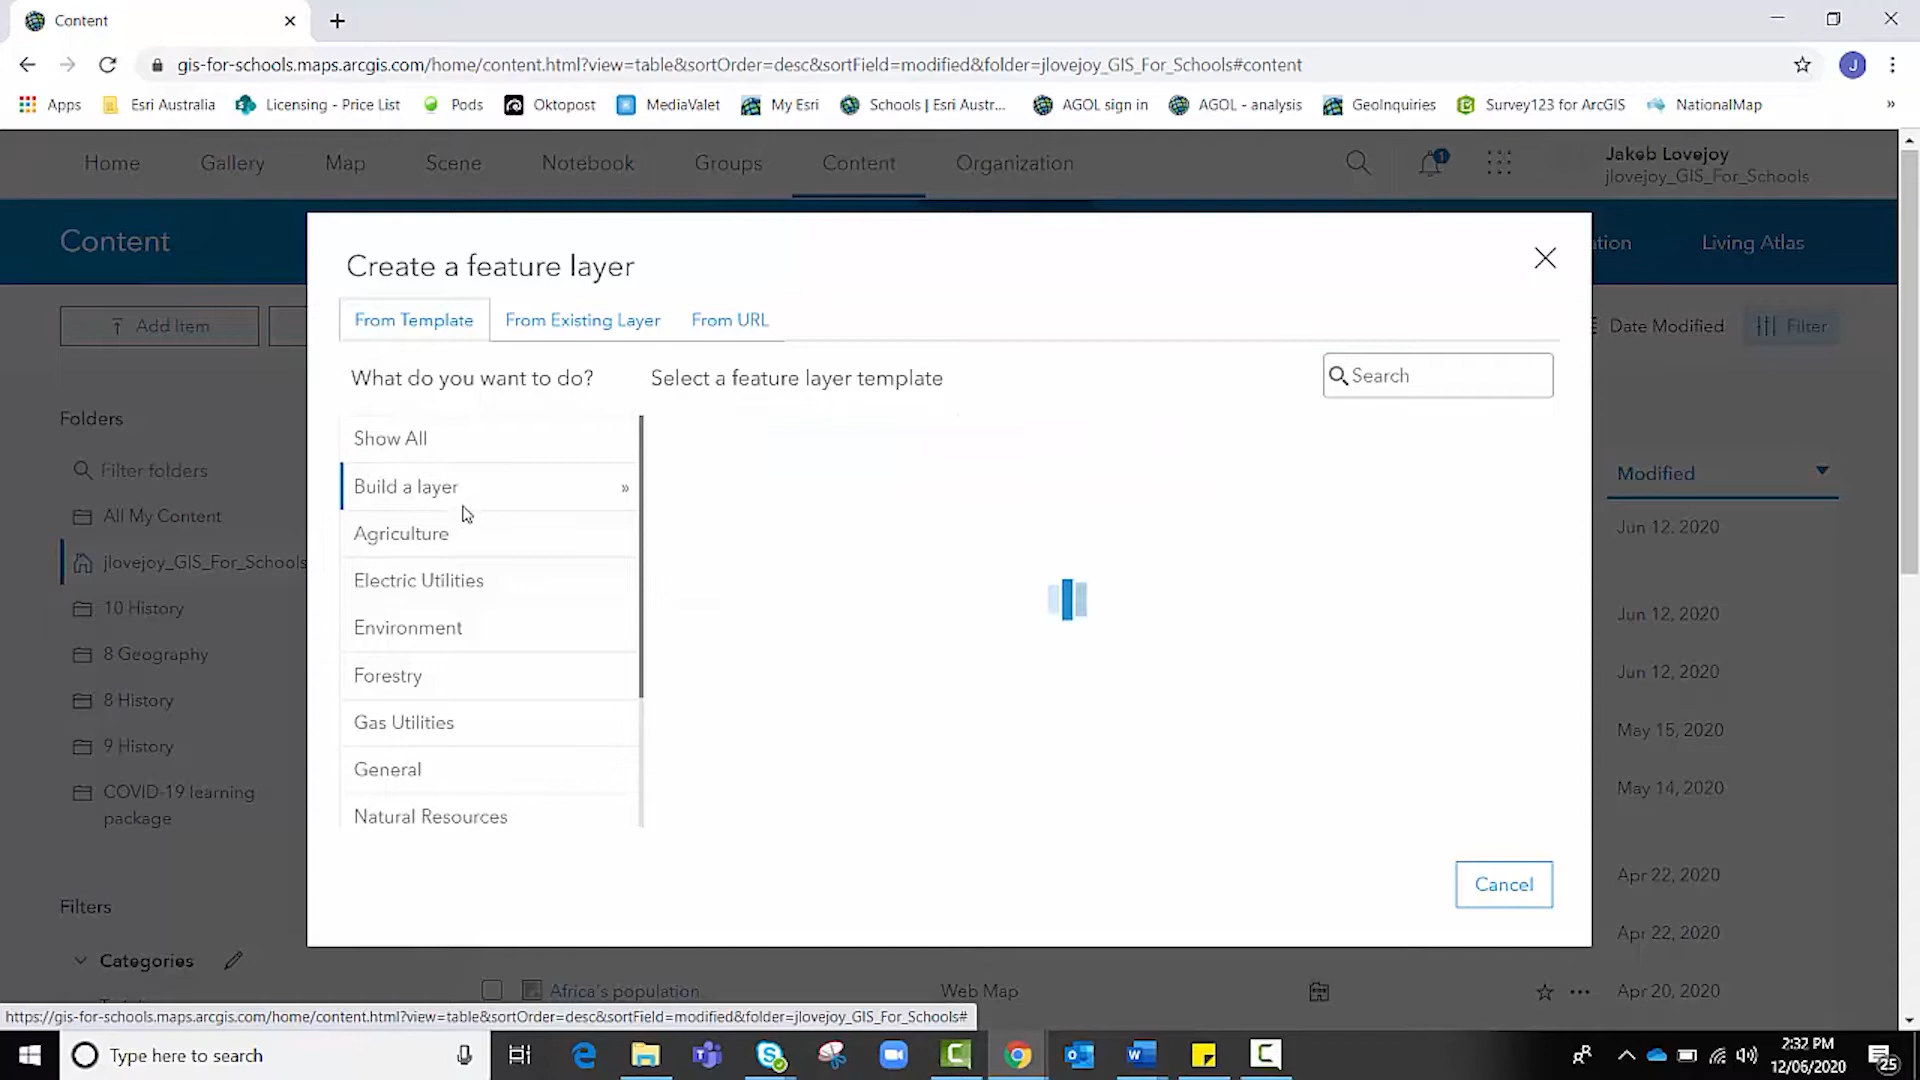 Content
gis-for-schools.maps.arcgis.com/home/content.html?view=table&sortOrder=desc&sortField=modified&folder=jlovejoy_GIS_For_Schools#content
J
Apps Esri Australia Licensing - Price List Pods Oktopost MediaValet My Esri Schools | Esri Austr... AGOL sign in AGOL - analysis GeoInquiries Survey123 for ArcGIS NationalMap »
Home Gallery Map Scene Notebook Groups Content Organization
1
Jakeb Lovejoy
jlovejoy_GIS_For_Schools
Content
Living Atlas
Create a feature layer
From Template From Existing Layer From URL
Add Item
Date Modified Filter
What do you want to do? Select a feature layer template Search
Folders
Filter folders
All My Content
jlovejoy_GIS_For_Schools
10 History
8 Geography
8 History
9 History
COVID-19 learning
package
Show All
Build a layer »
Agriculture
Electric Utilities
Environment
Forestry
Gas Utilities
General
Natural Resources
Cancel
Modified
Jun 12, 2020
Jun 12, 2020
Jun 12, 2020
May 15, 2020
May 14, 2020
Apr 22, 2020
Apr 22, 2020
Filters
Categories
Africa's population Web Map Apr 20, 2020
https://gis-for-schools.maps.arcgis.com/home/content.html?view=table&sortOrder=desc&sortField=modified&folder=jlovejoy_GIS_For_Schools#
Type here to search
2:32 PM
12/06/2020
25